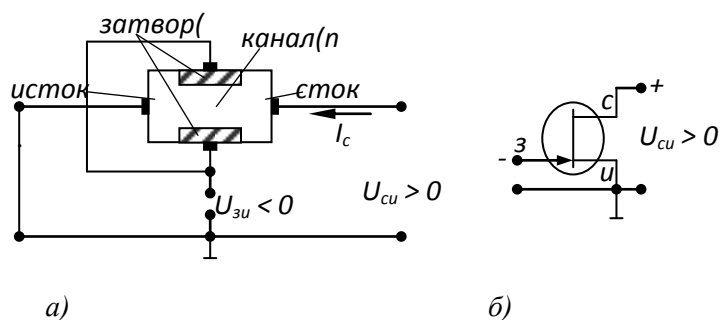 затвор(
канал(п
исток
сток
I_c
U_зи < 0
U_си > 0
а)
с
+
з
-
и
U_си > 0
б)